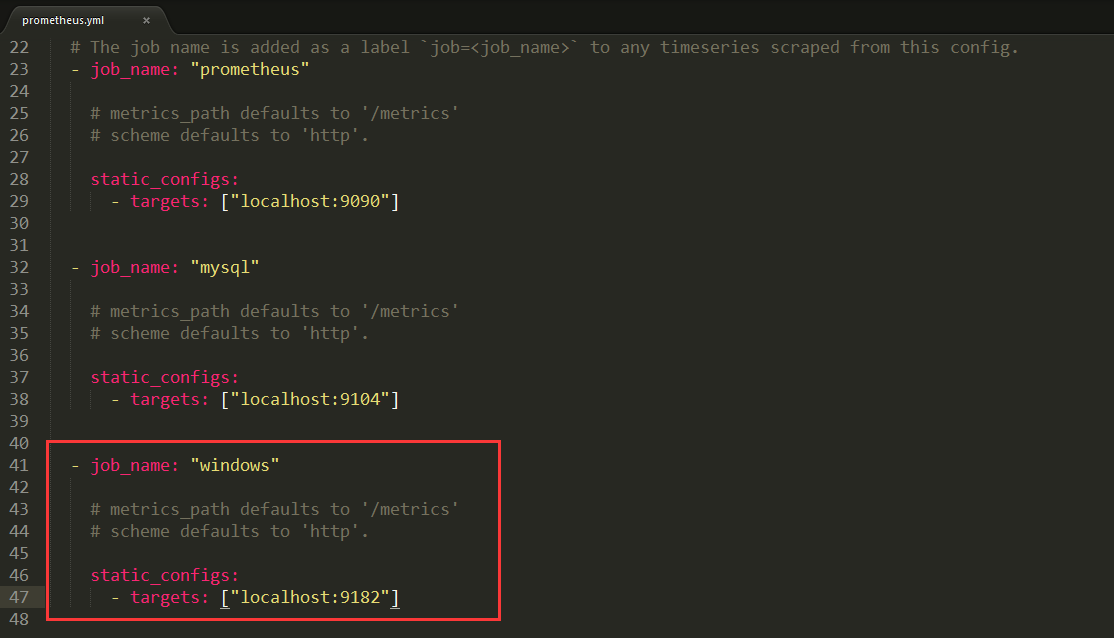 prometheus.yml ×
22 # The job name is added as a label `job=<job_name>` to any timeseries scraped from this config.
23 - job_name: "prometheus"
24
25 # metrics_path defaults to '/metrics'
26 # scheme defaults to 'http'.
27
28 static_configs:
29 - targets: ["localhost:9090"]
30
31
32 - job_name: "mysql"
33
34 # metrics_path defaults to '/metrics'
35 # scheme defaults to 'http'.
36
37 static_configs:
38 - targets: ["localhost:9104"]
39
40
41 - job_name: "windows"
42
43 # metrics_path defaults to '/metrics'
44 # scheme defaults to 'http'.
45
46 static_configs:
47 - targets: ["localhost:9182"]
48